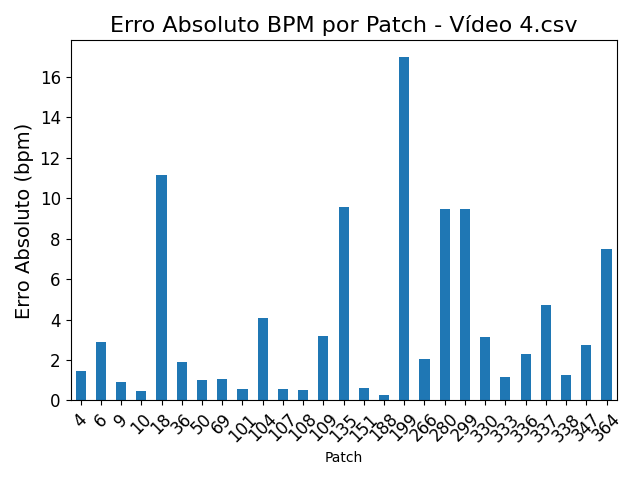 Erro Absoluto BPM por Patch - Vídeo 4.csv
Erro Absoluto (bpm)
16
14
12
10
8
6
4
2
0
4 6 9 10 18 36 50 69 101 104 107 108 109 135 151 188 199 266 280 299 330 333 336 337 338 347 364
Patch